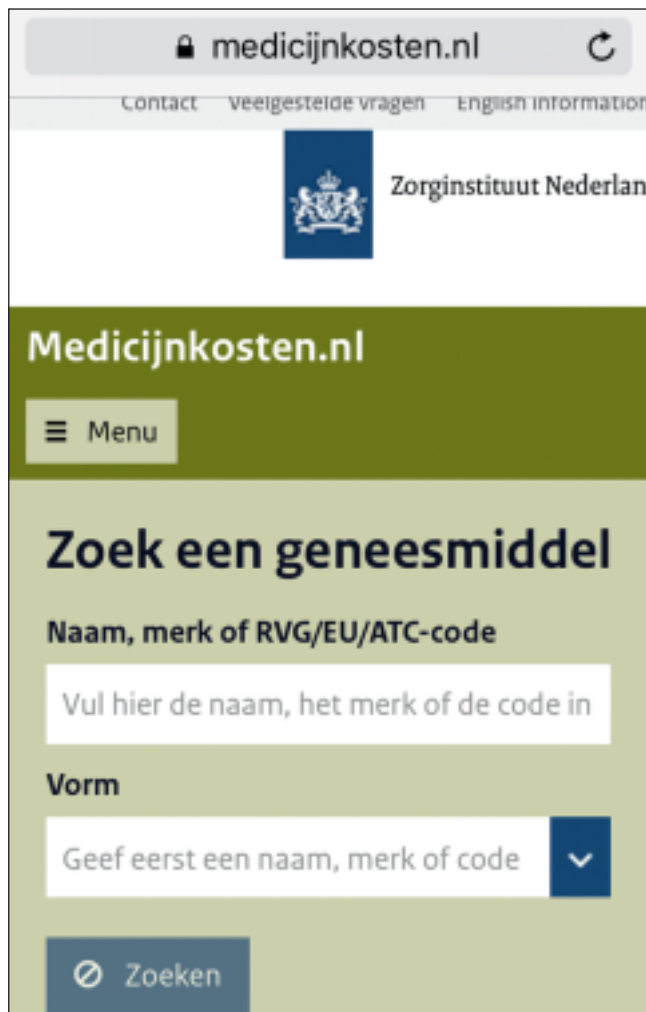 medicijnkosten.nl
Contact Veelgestelde vragen English information
Zorginstituut Nederlan
Medicijnkosten.nl
Menu
Zoek een geneesmiddel
Naam, merk of RVG/EU/ATC-code
Vul hier de naam, het merk of de code in
Vorm
Geef eerst een naam, merk of code
Zoeken